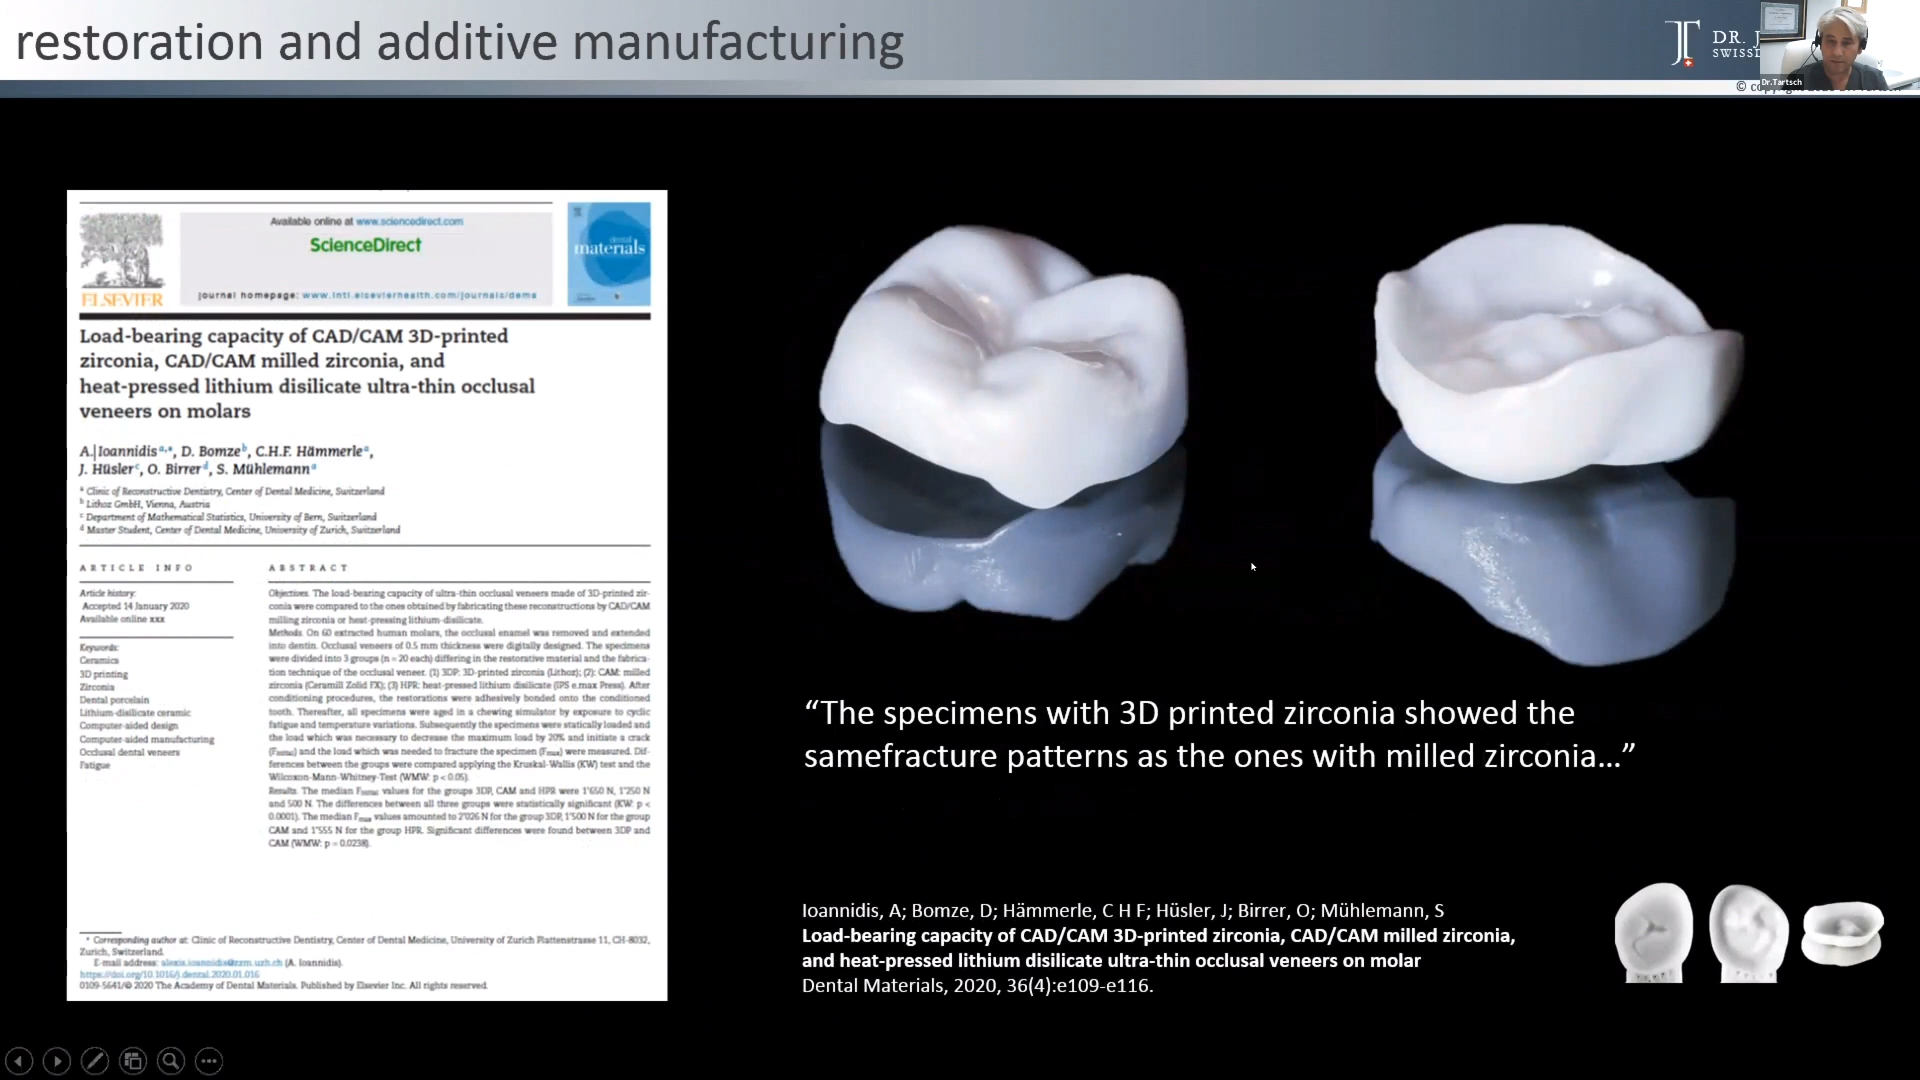 restoration and additive manufacturing
DR. J
SWISSD
Dr.Tartsch
Available online at www.sciencedirect.com
ScienceDirect
journal homepage: www.intl.elsevierhealth.com/journals/dema
ELSEVIER
dental
materials
Load-bearing capacity of CAD/CAM 3D-printed
zirconia, CAD/CAM milled zirconia, and
heat-pressed lithium disilicate ultra-thin occlusal
veneers on molars
A. Ioannidis a,*, D. Bomze b, C.H.F. Hämmerle a,
J. Hüsler c, O. Birrer d, S. Mühlemann a
a Clinic of Reconstructive Dentistry, Center of Dental Medicine, Switzerland
b Lithoz GmbH, Vienna, Austria
c Department of Mathematical Statistics, University of Bern, Switzerland
d Master Student, Center of Dental Medicine, University of Zurich, Switzerland
ARTICLE INFO
Article history:
Accepted 14 January 2020
Available online xxx
Keywords:
Ceramics
3D printing
Zirconia
Dental porcelain
Lithium-disilicate ceramic
Computer-aided design
Computer-aided manufacturing
Occlusal dental veneers
Fatigue
ABSTRACT
Objectives. The load-bearing capacity of ultra-thin occlusal veneers made of 3D-printed zir-
conia were compared to the ones obtained by fabricating these reconstructions by CAD/CAM
milling zirconia or heat-pressing lithium-disilicate.
Methods. On 60 extracted human molars, the occlusal enamel was removed and extended
into dentin. Occlusal veneers of 0.5 mm thickness were digitally designed. The specimens
were divided into 3 groups (n = 20 each) differing in the restorative material and the fabrica-
tion technique of the occlusal veneer. (1) 3DP: 3D-printed zirconia (Lithoz); (2): CAM: milled
zirconia (Ceramill Zolid FX); (3) HPR: heat-pressed lithium disilicate (IPS e.max Press). After
conditioning procedures, the restorations were adhesively bonded onto the conditioned
tooth. Thereafter, all specimens were aged in a chewing simulator by exposure to cyclic
fatigue and temperature variations. Subsequently the specimens were statically loaded and
the load which was necessary to decrease the maximum load by 20% and initiate a crack
(Finitial) and the load which was needed to fracture the specimen (Fmax) were measured. Dif-
ferences between the groups were compared applying the Kruskal-Wallis (KW) test and the
Wilcoxon-Mann-Whitney-Test (WMW: p < 0.05).
Results. The median Finitial values for the groups 3DP, CAM and HPR were 1'650 N, 1'250 N
and 500 N. The differences between all three groups were statistically significant (KW: p <
0.0001). The median Fmax values amounted to 2'026 N for the group 3DP, 1'500 N for the group
CAM and 1'555 N for the group HPR. Significant differences were found between 3DP and
CAM (WMW: p = 0.0238).
* Corresponding author at: Clinic of Reconstructive Dentistry, Center of Dental Medicine, University of Zurich Plattenstrasse 11, CH-8032,
Zurich, Switzerland.
E-mail address: alexis.ioannidis@zzm.uzh.ch (A. Ioannidis).
https://doi.org/10.1016/j.dental.2020.01.016
0109-5641/© 2020 The Academy of Dental Materials. Published by Elsevier Inc. All rights reserved.
“The specimens with 3D printed zirconia showed the
samefracture patterns as the ones with milled zirconia…”
Ioannidis, A; Bomze, D; Hämmerle, C H F; Hüsler, J; Birrer, O; Mühlemann, S
Load-bearing capacity of CAD/CAM 3D-printed zirconia, CAD/CAM milled zirconia,
and heat-pressed lithium disilicate ultra-thin occlusal veneers on molar
Dental Materials, 2020, 36(4):e109-e116.